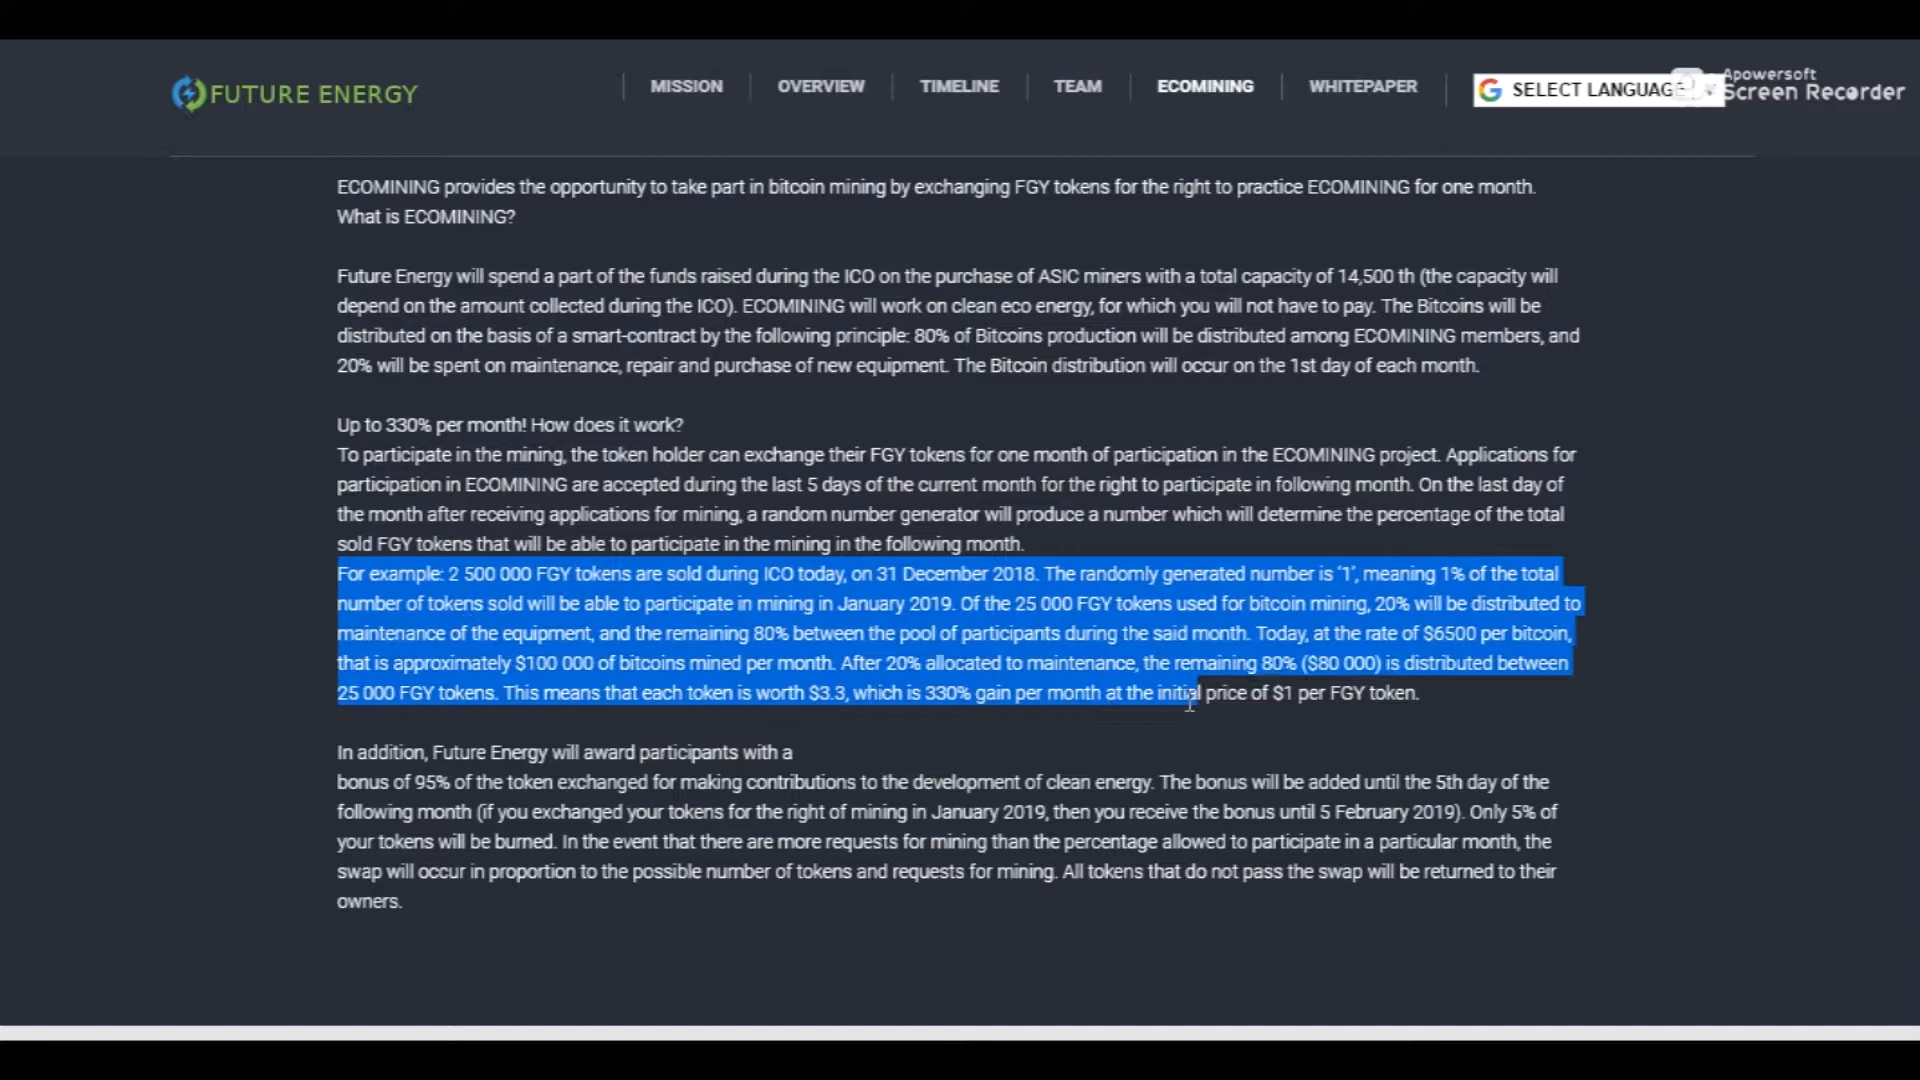 FUTURE ENERGY
MISSION
OVERVIEW
TIMELINE
TEAM
ECOMINING
WHITEPAPER
SELECT LANGUAGE
Apowersoft
Screen Recorder
ECOMINING provides the opportunity to take part in bitcoin mining by exchanging FGY tokens for the right to practice ECOMINING for one month.
What is ECOMINING?
Future Energy will spend a part of the funds raised during the ICO on the purchase of ASIC miners with a total capacity of 14,500 th (the capacity will
depend on the amount collected during the ICO). ECOMINING will work on clean eco energy, for which you will not have to pay. The Bitcoins will be
distributed on the basis of a smart-contract by the following principle: 80% of Bitcoins production will be distributed among ECOMINING members, and
20% will be spent on maintenance, repair and purchase of new equipment. The Bitcoin distribution will occur on the 1st day of each month.
Up to 330% per month! How does it work?
To participate in the mining, the token holder can exchange their FGY tokens for one month of participation in the ECOMINING project. Applications for
participation in ECOMINING are accepted during the last 5 days of the current month for the right to participate in following month. On the last day of
the month after receiving applications for mining, a random number generator will produce a number which will determine the percentage of the total
sold FGY tokens that will be able to participate in the mining in the following month.
For example: 2 500 000 FGY tokens are sold during ICO today, on 31 December 2018. The randomly generated number is '1', meaning 1% of the total
number of tokens sold will be able to participate in mining in January 2019. Of the 25 000 FGY tokens used for bitcoin mining, 20% will be distributed to
maintenance of the equipment, and the remaining 80% between the pool of participants during the said month. Today, at the rate of $6500 per bitcoin,
that is approximately $100 000 of bitcoins mined per month. After 20% allocated to maintenance, the remaining 80% ($80 000) is distributed between
25 000 FGY tokens. This means that each token is worth $3.3, which is 330% gain per month at the initial price of $1 per FGY token.
In addition, Future Energy will award participants with a
bonus of 95% of the token exchanged for making contributions to the development of clean energy. The bonus will be added until the 5th day of the
following month (if you exchanged your tokens for the right of mining in January 2019, then you receive the bonus until 5 February 2019). Only 5% of
your tokens will be burned. In the event that there are more requests for mining than the percentage allowed to participate in a particular month, the
swap will occur in proportion to the possible number of tokens and requests for mining. All tokens that do not pass the swap will be returned to their
owners.